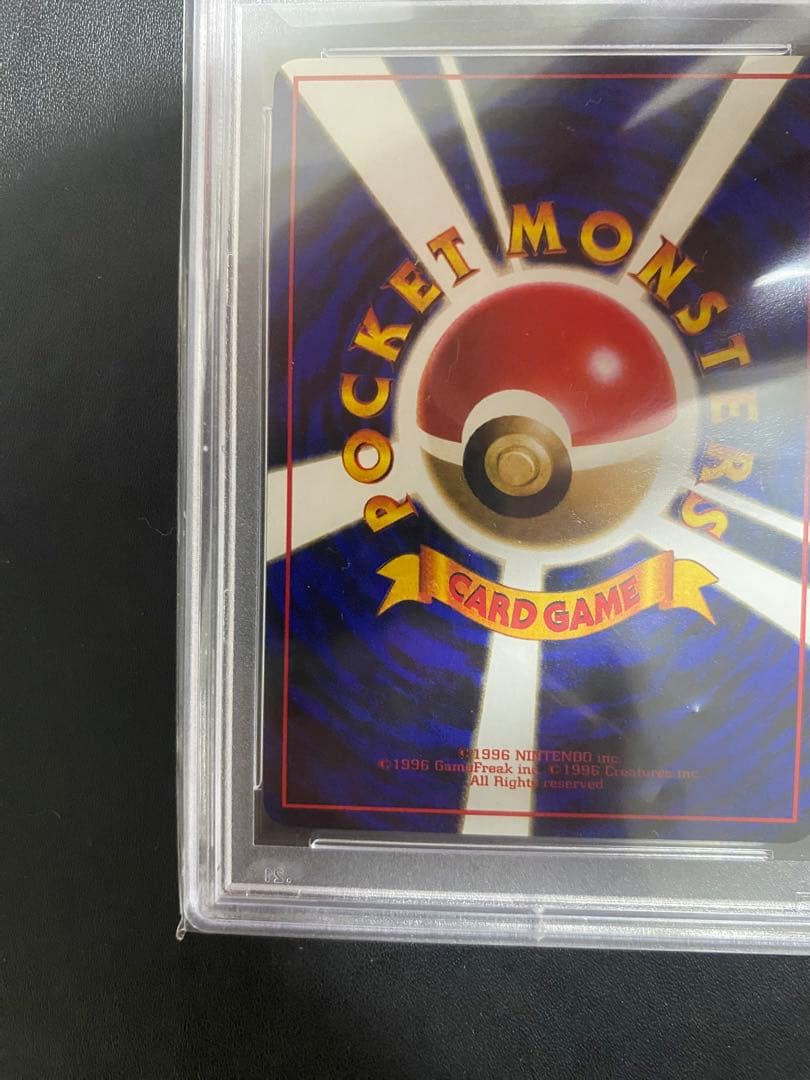 POCKET MONSTERS
CARD GAME
©1996 NINTENDO inc.
©1996 GameFreak inc. ©1996 Creatures inc.
All Rights reserved